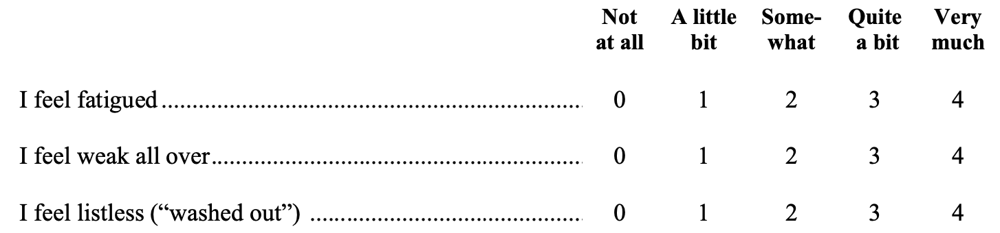 Not A little Some- Quite Very
at all bit what a bit much
I feel fatigued ........................................................................ 0 1 2 3 4
I feel weak all over............................................................... 0 1 2 3 4
I feel listless (“washed out”) .............................................. 0 1 2 3 4